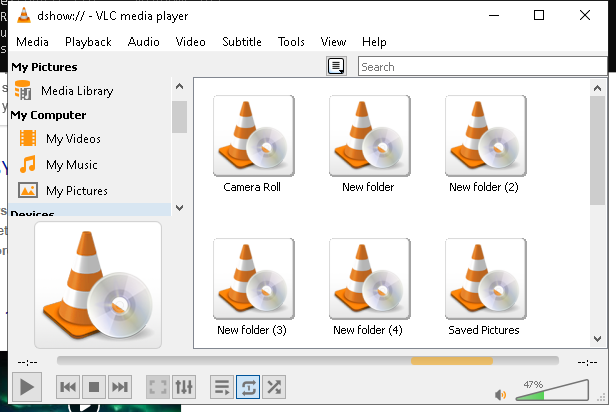 dshow:// - VLC media player
Media Playback Audio Video Subtitle Tools View Help
My Pictures
Search
Media Library
My Computer
My Videos
My Music
My Pictures
Devices
Camera Roll New folder New folder (2)
New folder (3) New folder (4) Saved Pictures
--:-- --:--
47%